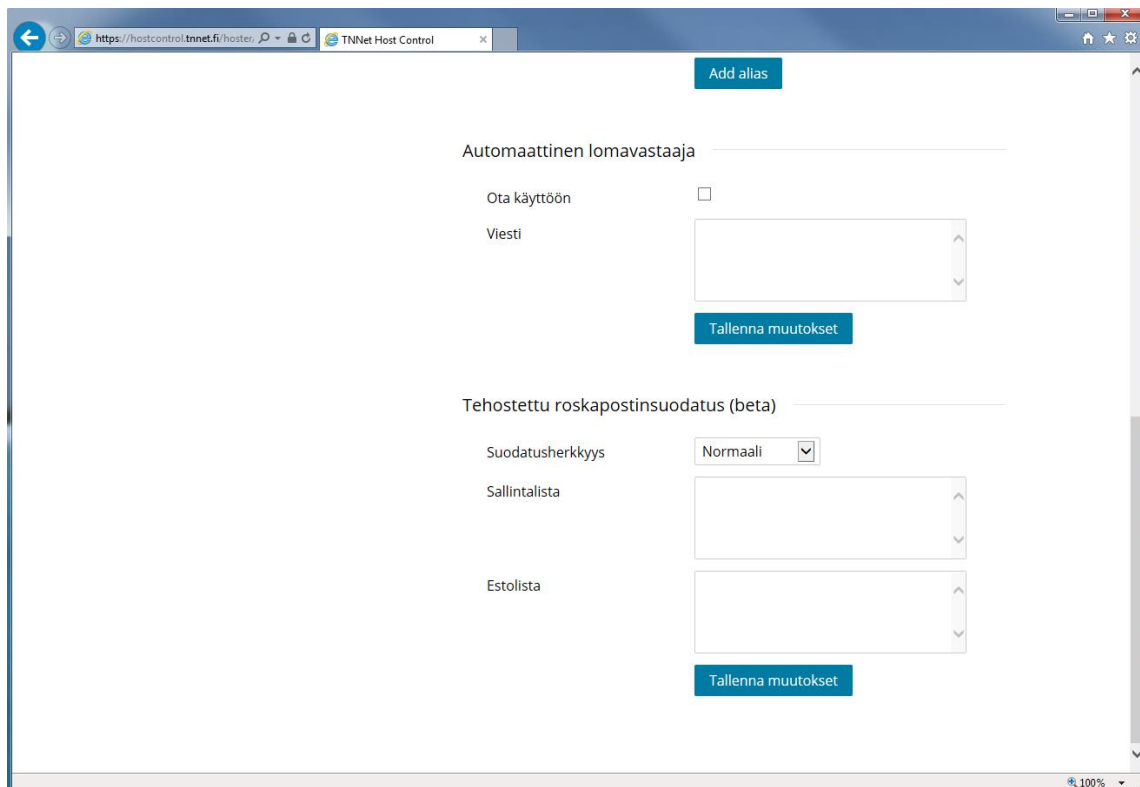 https://hostcontrol.tnnet.fi/hoster,
TNNet Host Control
Add alias
Automaattinen lomavastaaja
Ota käyttöön
Viesti
Tallenna muutokset
Tehostettu roskapostinsuodatus (beta)
Suodatusherkkyys Normaali
Sallintalista
Estolista
Tallenna muutokset
100%